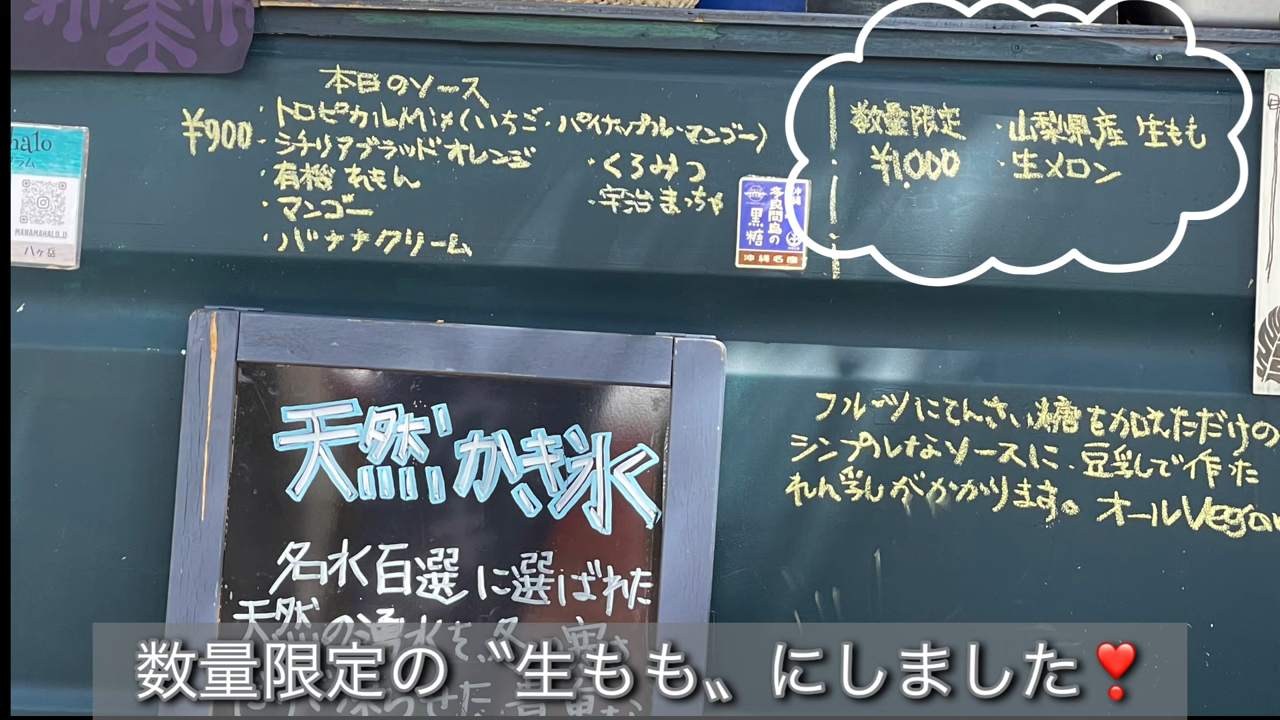 本日のソース
¥900
・トロピカルMix(いちご・パイナップル・マンゴー)
・シチリアブラッドオレンジ
・有機れもん
・マンゴー
・バナナクリーム
・くろみつ
・宇治まっちゃ
数量限定
¥1,000
・山梨県産 生もも
・生メロン
halo
MANAMAHALO_D
八ヶ岳
沖縄
多良間島の
黒糖
沖縄名産
フルーツにてんさい糖を加えただけの
シンプルなソースに、豆乳で作った
れん乳がかかります。オールVegan
天然かき氷
名水百選に選ばれた
天然の湧水を
数量限定の〝生もも〟にしました❣️